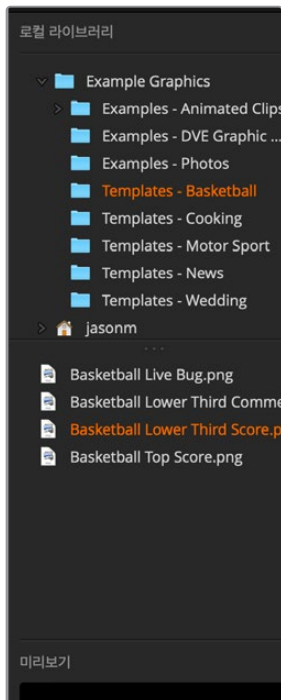 로컬 라이브러리
Example Graphics
Examples - Animated Clips
Examples - DVE Graphic ...
Examples - Photos
Templates - Basketball
Templates - Cooking
Templates - Motor Sport
Templates - News
Templates - Wedding
jasonm
Basketball Live Bug.png
Basketball Lower Third Comme
Basketball Lower Third Score.p
Basketball Top Score.png
미리보기